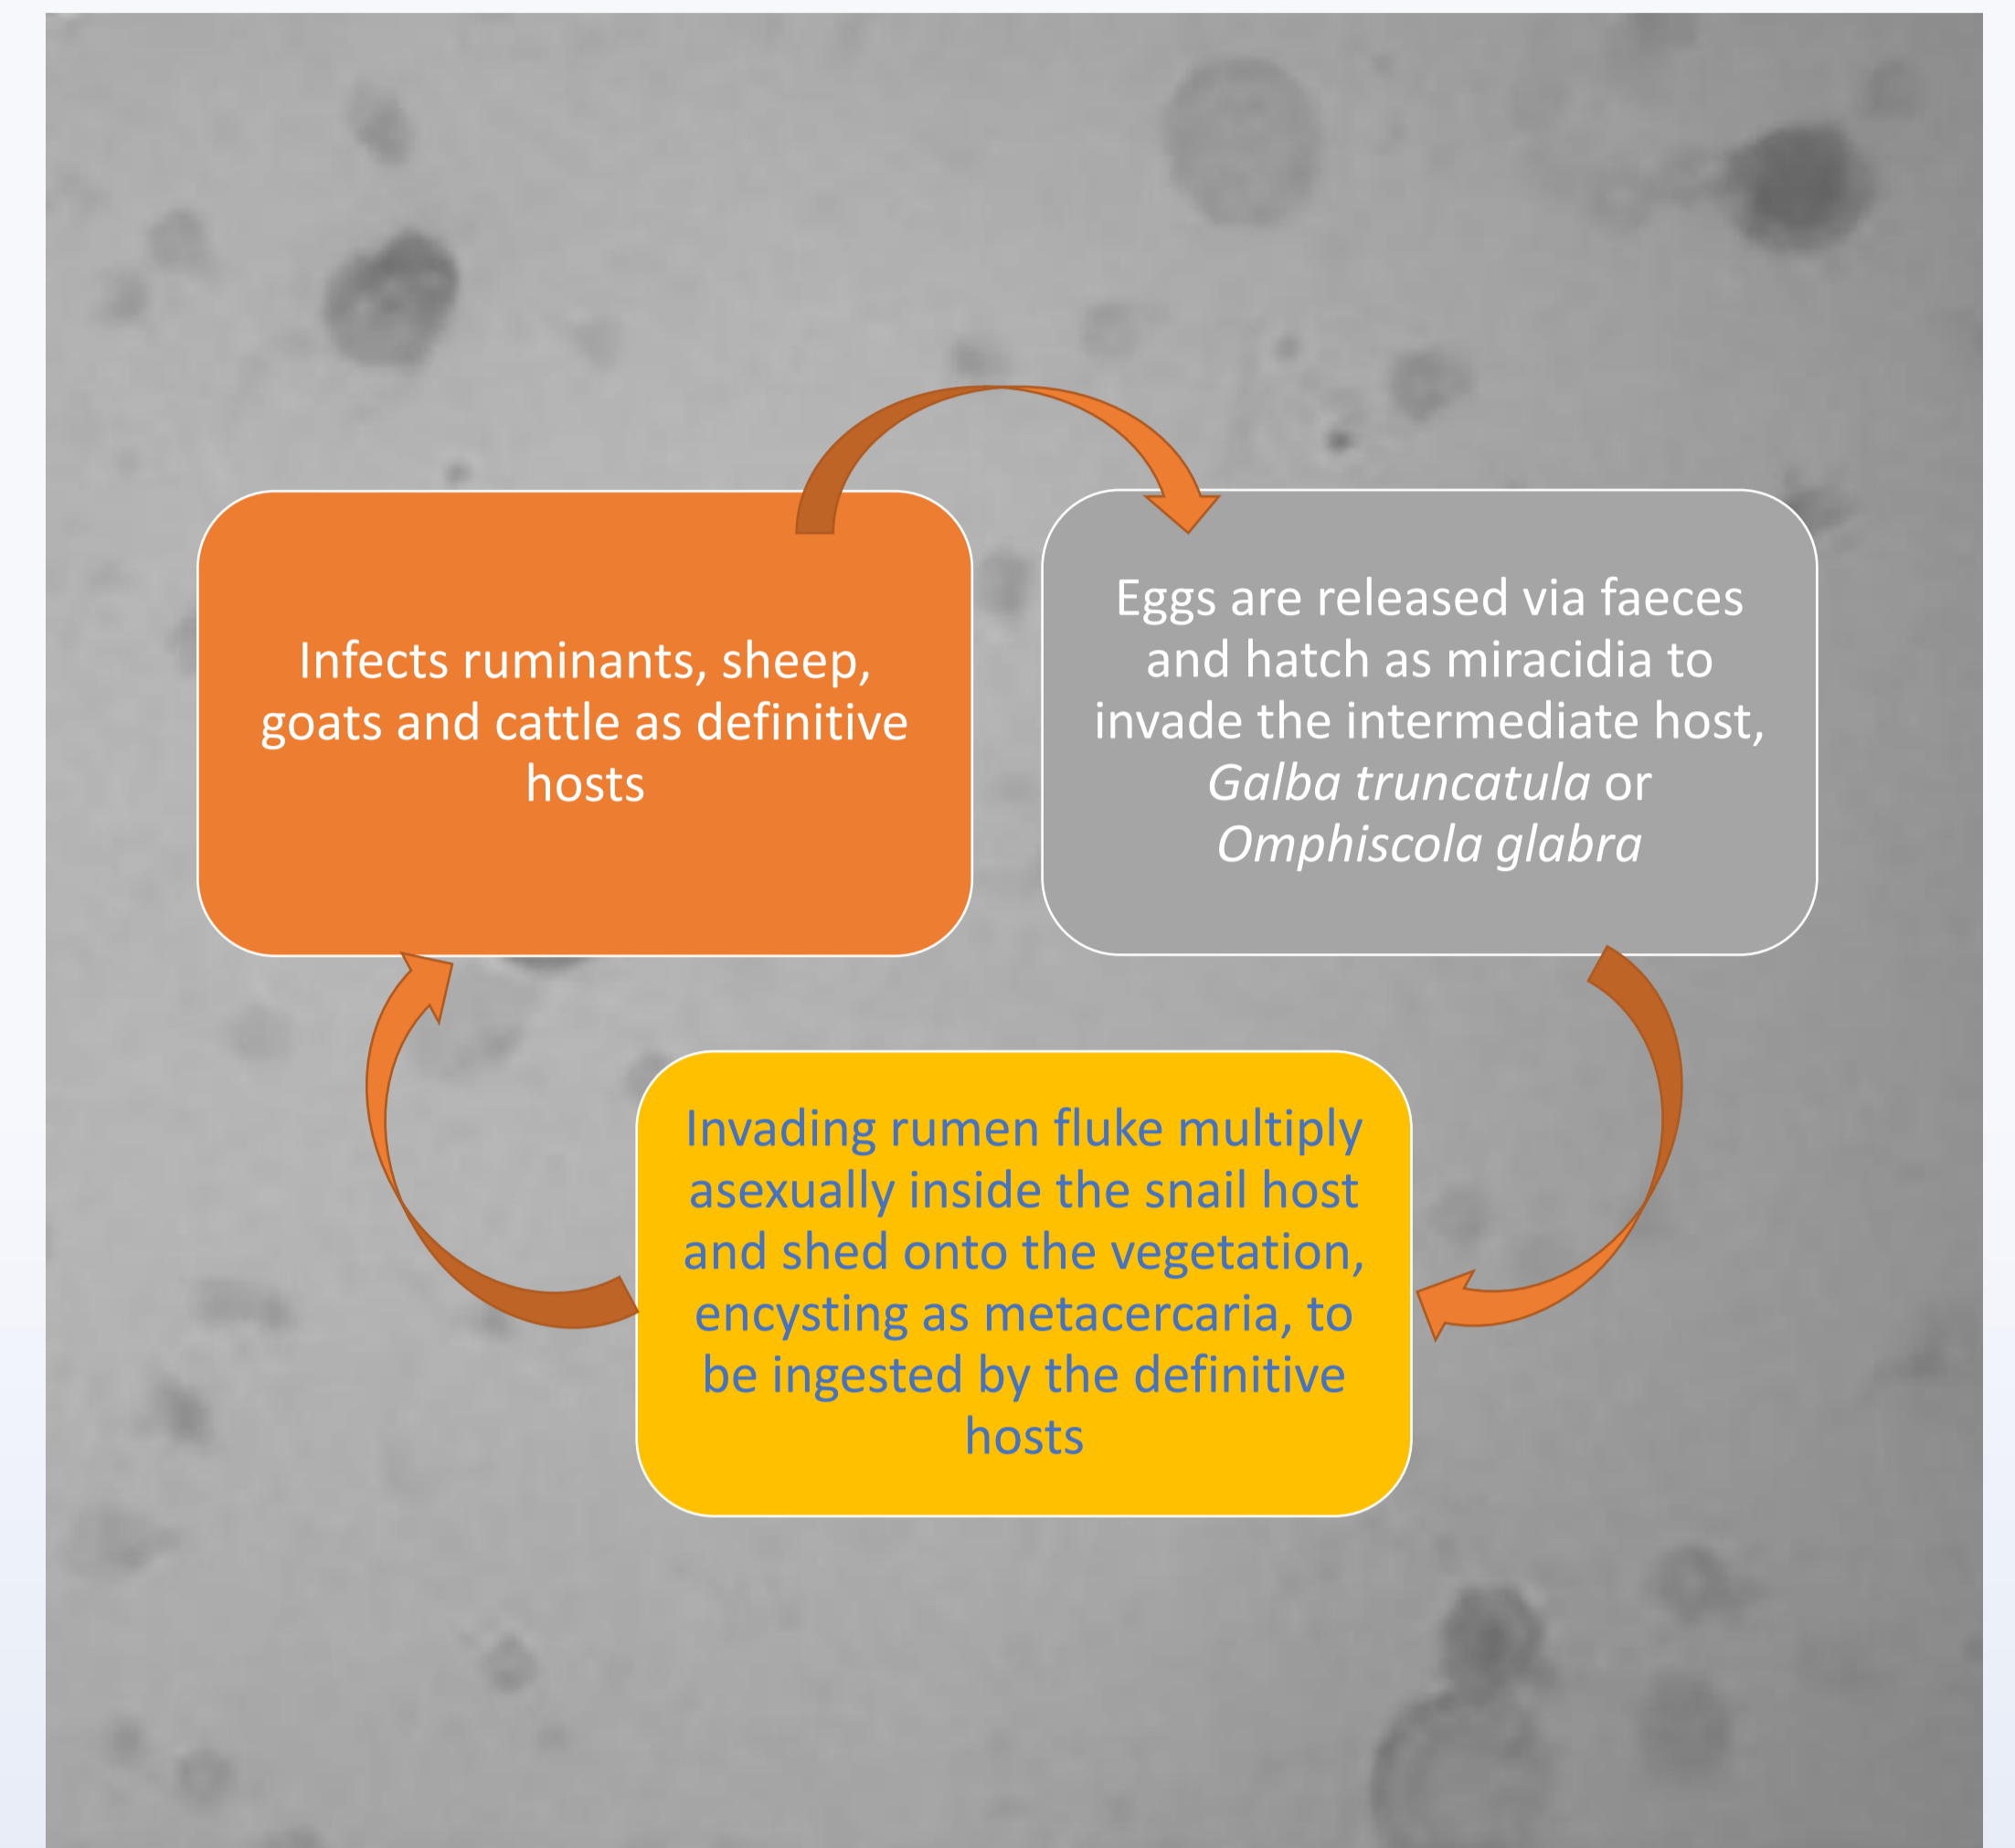 Infects ruminants, sheep,
goats and cattle as definitive
hosts
Eggs are released via faeces
and hatch as miracidia to
invade the intermediate host,
Galba truncatula or
Omphiscola glabra
Invading rumen fluke multiply
asexually inside the snail host
and shed onto the vegetation,
encysting as metacercaria, to
be ingested by the definitive
hosts